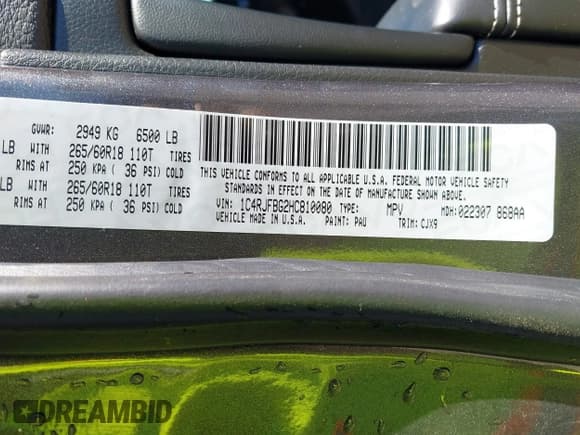 GVWR: 2949 KG 6500 LB
LB WITH 265/60R18 110T TIRES
RIMS AT 250 KPA ( 36 PSI) COLD
LB WITH 265/60R18 110T TIRES
RIMS AT 250 KPA ( 36 PSI) COLD
THIS VEHICLE CONFORMS TO ALL APPLICABLE U.S.A. FEDERAL MOTOR VEHICLE SAFETY
STANDARDS IN EFFECT ON THE DATE OF MANUFACTURE SHOWN ABOVE.
VIN: 1C4RJFBG2HC810080 TYPE: MPV MDH: 022307 868AA
VEHICLE MADE IN U.S.A. PAINT: PAU TRIM: CJX9
DREAMBID